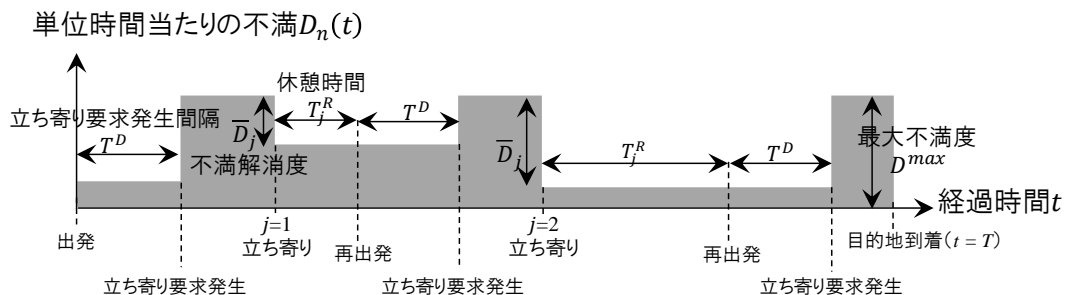 単位時間当たりの不満D_n(t)
休憩時間
立ち寄り要求発生間隔
T^D
D̅_j
T_j^R
T^D
不満解消度
D̅_j
T_j^R
T^D
最大不満度
D^max
経過時間t
出発
j=1
立ち寄り
再出発
j=2
立ち寄り
再出発
目的地到着（t = T）
立ち寄り要求発生
立ち寄り要求発生
立ち寄り要求発生